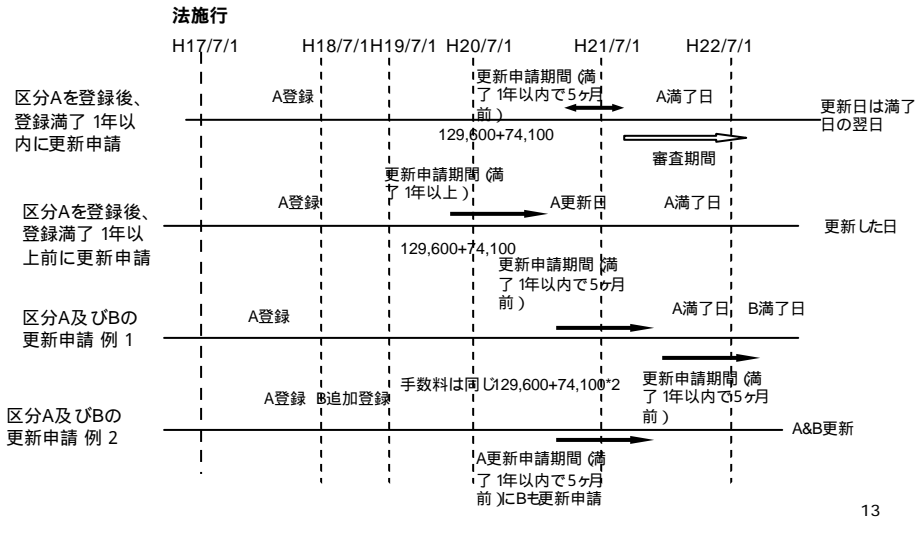 法施行
H17/7/1
H18/7/1
H19/7/1
H20/7/1
H21/7/1
H22/7/1
区分Aを登録後、
登録満了 1年以
内に更新申請
A登録
更新申請期間 (満
了 1年以内で 5ヶ月
前 )
129,600+74,100
A満了日
審査期間
更新日は満了
日の翌日
区分Aを登録後、
登録満了 1年以
上前に更新申請
A登録
更新申請期間 (満
了 1年以上 )
129,600+74,100
A更新日
A満了日
更新した日
区分A及びBの
更新申請 例 1
A登録
更新申請期間 (満
了 1年以内で 5ヶ月
前 )
A満了日
B満了日
手数料は同じ129,600+74,100*2
更新申請期間 (満
了 1年以内で 5ヶ月
前 )
区分A及びBの
更新申請 例 2
A登録
B追加登録
A更新申請期間 (満
了 1年以内で 5ヶ月
前 )にBも更新申請
A&B更新
13